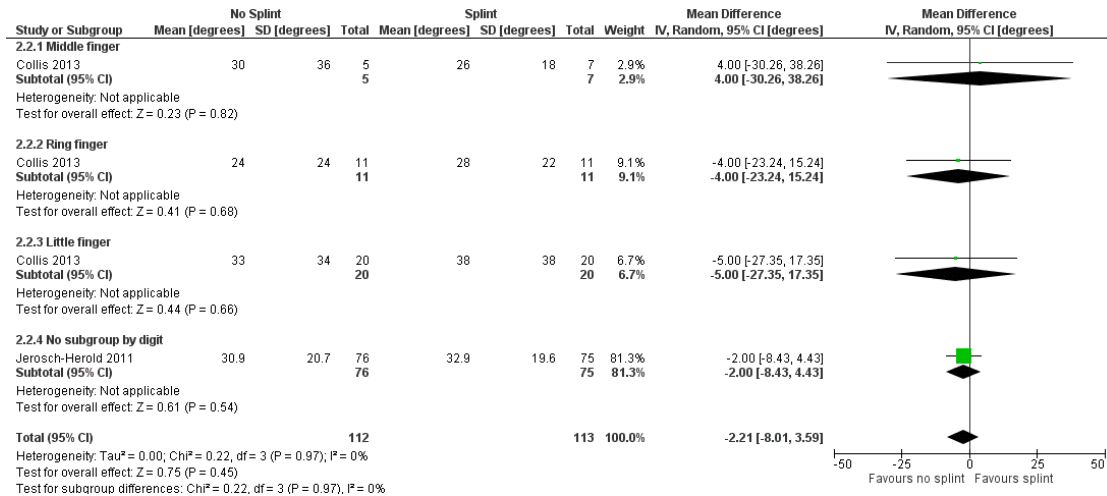 No Splint Splint Mean Difference Mean Difference
Study or Subgroup Mean [degrees] SD [degrees] Total Mean [degrees] SD [degrees] Total Weight IV, Random, 95% CI [degrees] IV, Random, 95% CI [degrees]
2.2.1 Middle finger
Collis 2013 30 36 5 26 18 7 2.9% 4.00 [-30.26, 38.26]
Subtotal (95% CI) 5 7 2.9% 4.00 [-30.26, 38.26]
Heterogeneity: Not applicable
Test for overall effect: Z = 0.23 (P = 0.82)
2.2.2 Ring finger
Collis 2013 24 24 11 28 22 11 9.1% -4.00 [-23.24, 15.24]
Subtotal (95% CI) 11 11 9.1% -4.00 [-23.24, 15.24]
Heterogeneity: Not applicable
Test for overall effect: Z = 0.41 (P = 0.68)
2.2.3 Little finger
Collis 2013 33 34 20 38 38 20 6.7% -5.00 [-27.35, 17.35]
Subtotal (95% CI) 20 20 6.7% -5.00 [-27.35, 17.35]
Heterogeneity: Not applicable
Test for overall effect: Z = 0.44 (P = 0.66)
2.2.4 No subgroup by digit
Jerosch-Herold 2011 30.9 20.7 76 32.9 19.6 75 81.3% -2.00 [-8.43, 4.43]
Subtotal (95% CI) 76 75 81.3% -2.00 [-8.43, 4.43]
Heterogeneity: Not applicable
Test for overall effect: Z = 0.61 (P = 0.54)
Total (95% CI) 112 113 100.0% -2.21 [-8.01, 3.59]
Heterogeneity: Tau² = 0.00; Chi² = 0.22, df = 3 (P = 0.97); I² = 0%
Test for overall effect: Z = 0.75 (P = 0.45)
Test for subgroup differences: Chi² = 0.22, df = 3 (P = 0.97), I² = 0%
-50 -25 0 25 50
Favours no splint Favours splint